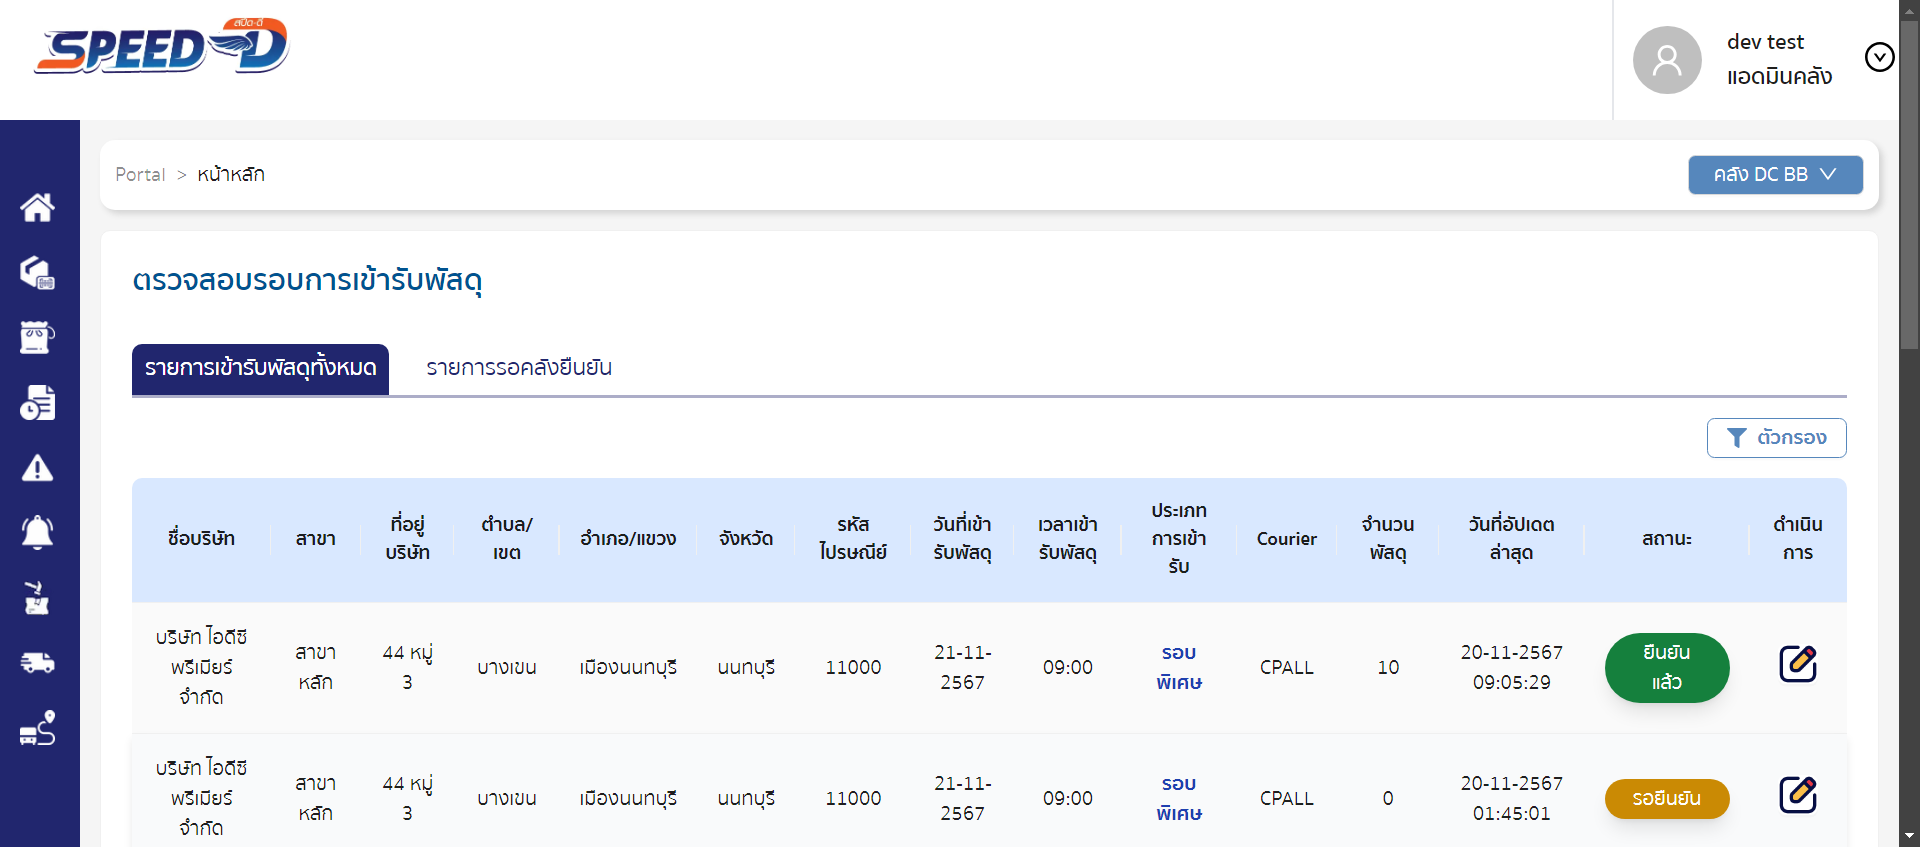 สปีด-ดี
SPEED-D
dev test
แอดมินคลัง
Portal > หน้าหลัก
คลัง DC BB
ตรวจสอบรอบการเข้ารับพัสดุ
รายการเข้ารับพัสดุทั้งหมด
รายการรอคลังยืนยัน
ตัวกรอง
ชื่อบริษัท
สาขา
ที่อยู่
บริษัท
ตำบล/
เขต
อำเภอ/แขวง
จังหวัด
รหัส
ไปรษณีย์
วันที่เข้า
รับพัสดุ
เวลาเข้า
รับพัสดุ
ประเภท
การเข้า
รับ
Courier
จำนวน
พัสดุ
วันที่อัปเดต
ล่าสุด
สถานะ
ดำเนิน
การ
บริษัท ไอดีซี
พรีเมียร์
จำกัด
สาขา
หลัก
44 หมู่
3
บางเขน
เมืองนนทบุรี
นนทบุรี
11000
21-11-
2567
09:00
รอบ
พิเศษ
CPALL
10
20-11-2567
09:05:29
ยืนยัน
แล้ว
บริษัท ไอดีซี
พรีเมียร์
จำกัด
สาขา
หลัก
44 หมู่
3
บางเขน
เมืองนนทบุรี
นนทบุรี
11000
21-11-
2567
09:00
รอบ
พิเศษ
CPALL
0
20-11-2567
01:45:01
รอยืนยัน